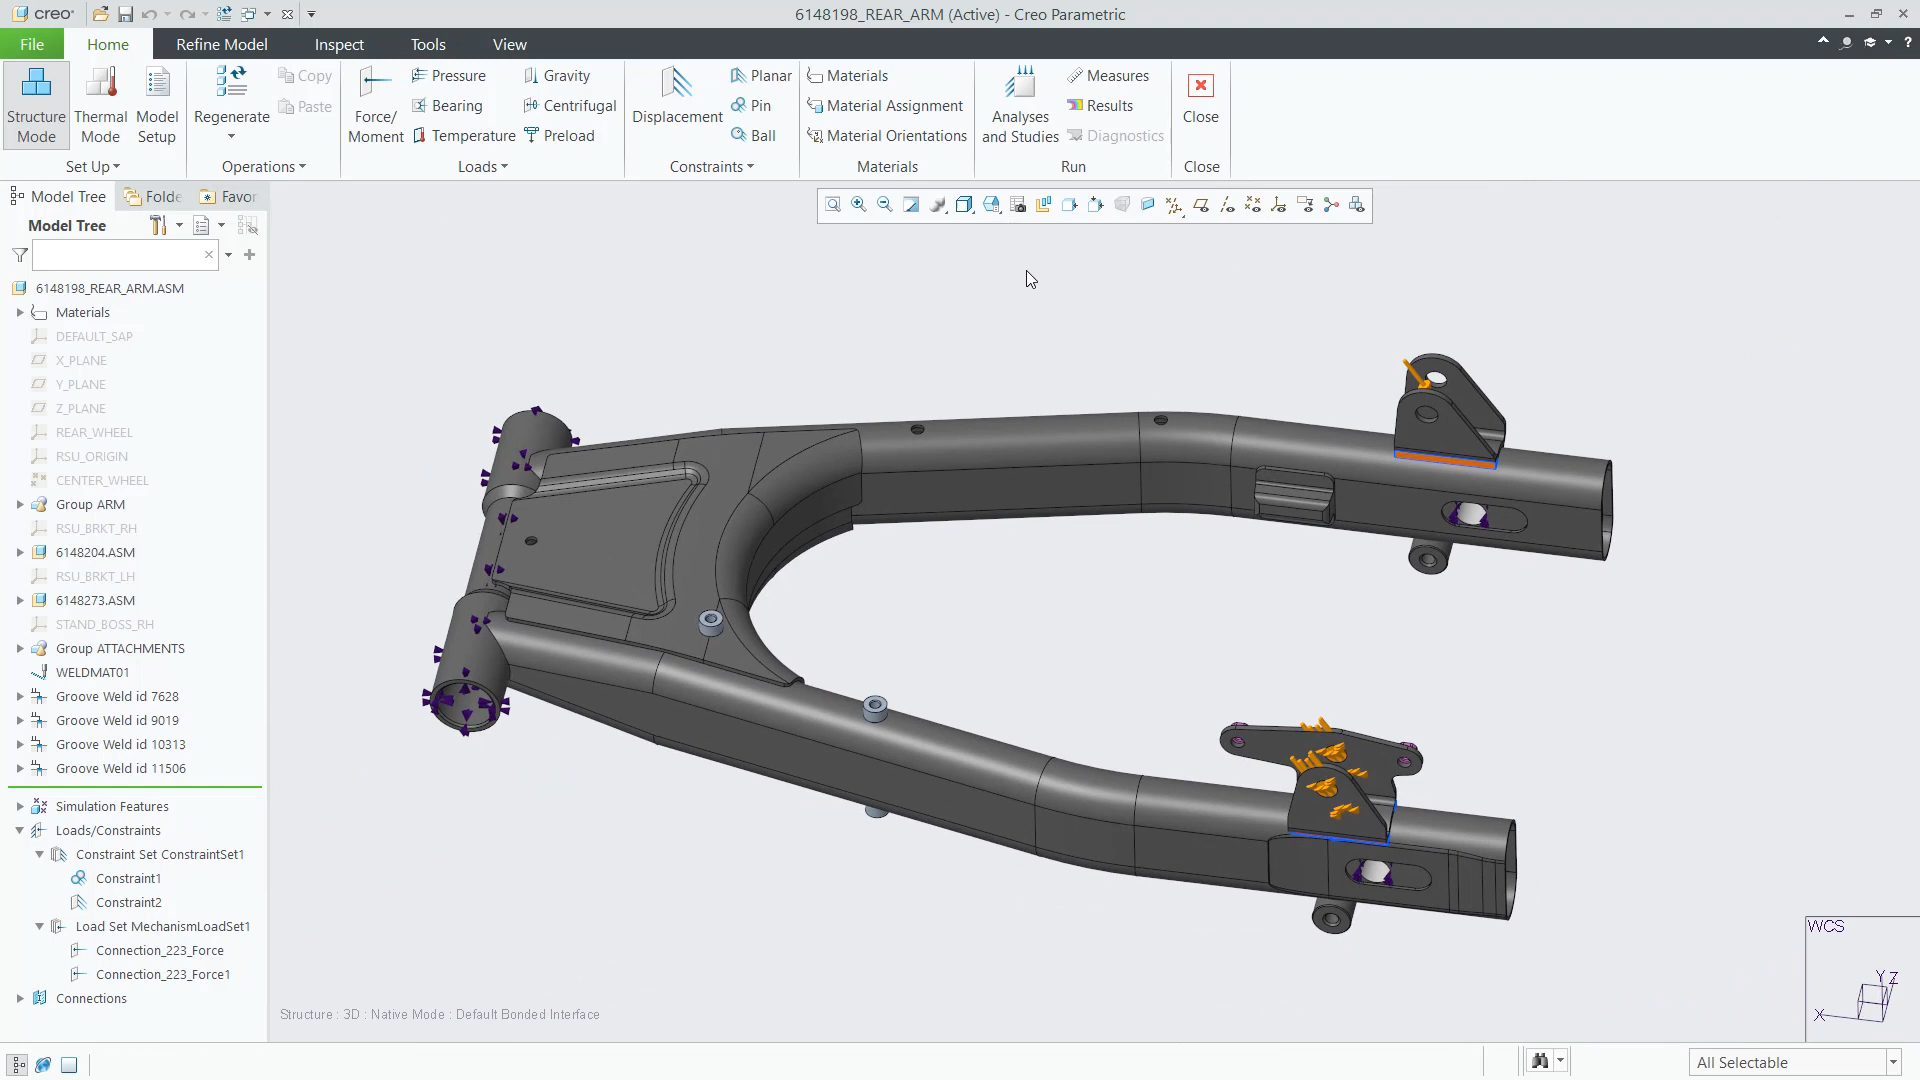 creo
6148198_REAR_ARM (Active) - Creo Parametric
File Home Refine Model Inspect Tools View
Structure Mode
Thermal Mode
Model Setup
Set Up
Regenerate
Copy
Paste
Operations
Force/ Moment
Pressure
Bearing
Temperature
Gravity
Centrifugal
Preload
Loads
Displacement
Planar
Pin
Ball
Constraints
Materials
Material Assignment
Material Orientations
Materials
Analyses and Studies
Measures
Results
Diagnostics
Run
Close
Close
Model Tree Folde Favor
Model Tree
6148198_REAR_ARM.ASM
Materials
DEFAULT_SAP
X_PLANE
Y_PLANE
Z_PLANE
REAR_WHEEL
RSU_ORIGIN
CENTER_WHEEL
Group ARM
RSU_BRKT_RH
6148204.ASM
RSU_BRKT_LH
6148273.ASM
STAND_BOSS_RH
Group ATTACHMENTS
WELDMAT01
Groove Weld id 7628
Groove Weld id 9019
Groove Weld id 10313
Groove Weld id 11506
Simulation Features
Loads/Constraints
Constraint Set ConstraintSet1
Constraint1
Constraint2
Load Set MechanismLoadSet1
Connection_223_Force
Connection_223_Force1
Connections
WCS
Y Z
X
Structure : 3D : Native Mode : Default Bonded Interface
All Selectable